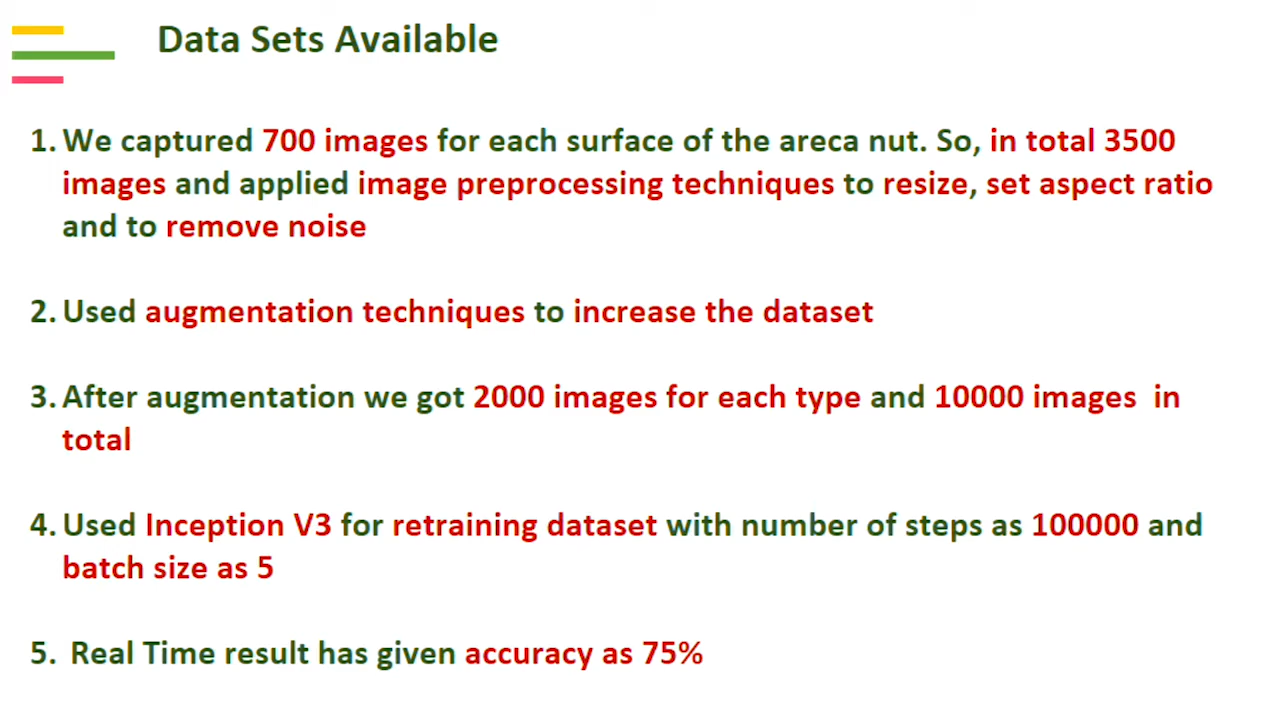 Data Sets Available
1. We captured 700 images for each surface of the areca nut. So, in total 3500
images and applied image preprocessing techniques to resize, set aspect ratio
and to remove noise
2. Used augmentation techniques to increase the dataset
3. After augmentation we got 2000 images for each type and 10000 images in
total
4. Used Inception V3 for retraining dataset with number of steps as 100000 and
batch size as 5
5. Real Time result has given accuracy as 75%